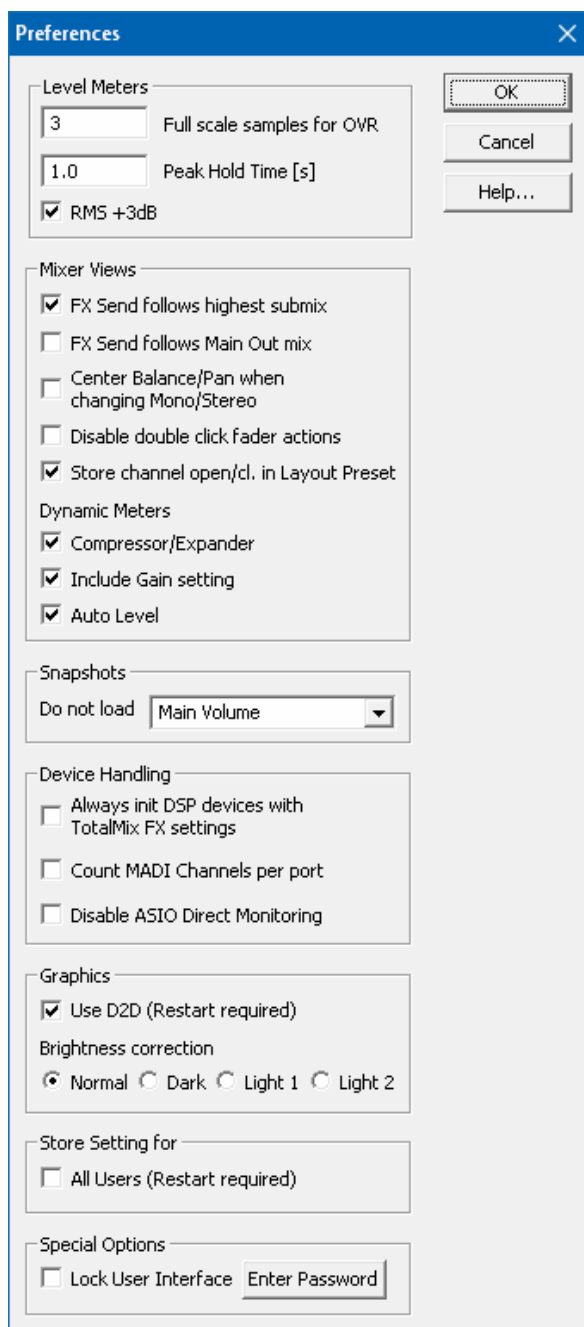 Preferences
Level Meters
OK
3 Full scale samples for OVR
Cancel
1.0 Peak Hold Time [s]
Help...
RMS +3dB
Mixer Views
FX Send follows highest submix
FX Send follows Main Out mix
Center Balance/Pan when
changing Mono/Stereo
Disable double click fader actions
Store channel open/cl. in Layout Preset
Dynamic Meters
Compressor/Expander
Include Gain setting
Auto Level
Snapshots
Do not load Main Volume
Device Handling
Always init DSP devices with
TotalMix FX settings
Count MADI Channels per port
Disable ASIO Direct Monitoring
Graphics
Use D2D (Restart required)
Brightness correction
Normal Dark Light 1 Light 2
Store Setting for
All Users (Restart required)
Special Options
Lock User Interface Enter Password